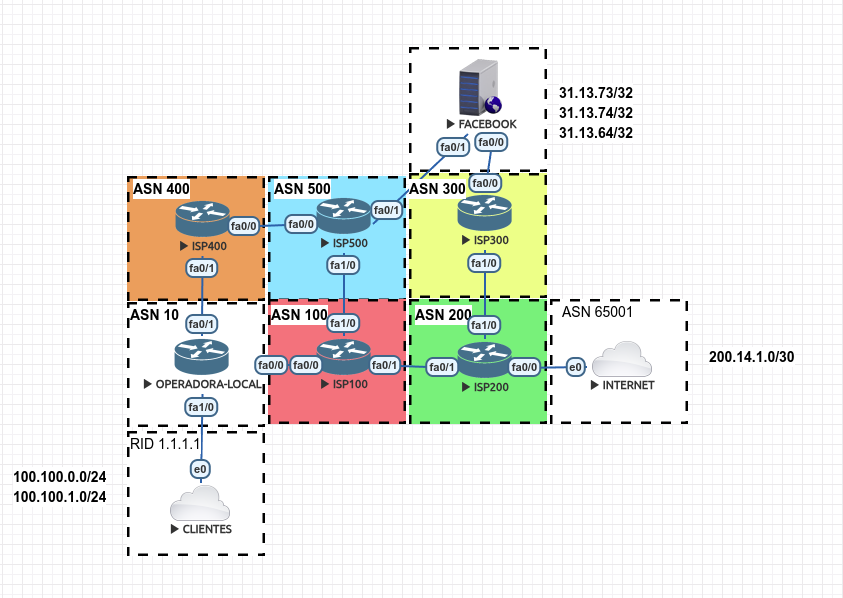 FACEBOOK
fa0/1
fa0/0
31.13.73/32
31.13.74/32
31.13.64/32
ASN 400
ASN 500
ASN 300
fa0/0
fa0/0
fa0/0
fa0/1
ISP400
ISP500
ISP300
fa0/1
fa1/0
fa1/0
ASN 10
ASN 100
ASN 200
ASN 65001
fa0/1
fa1/0
fa1/0
fa0/0
fa0/0
fa0/1
fa0/1
fa0/0
e0
200.14.1.0/30
OPERADORA-LOCAL
ISP100
ISP200
INTERNET
fa1/0
RID 1.1.1.1
e0
100.100.0.0/24
100.100.1.0/24
CLIENTES